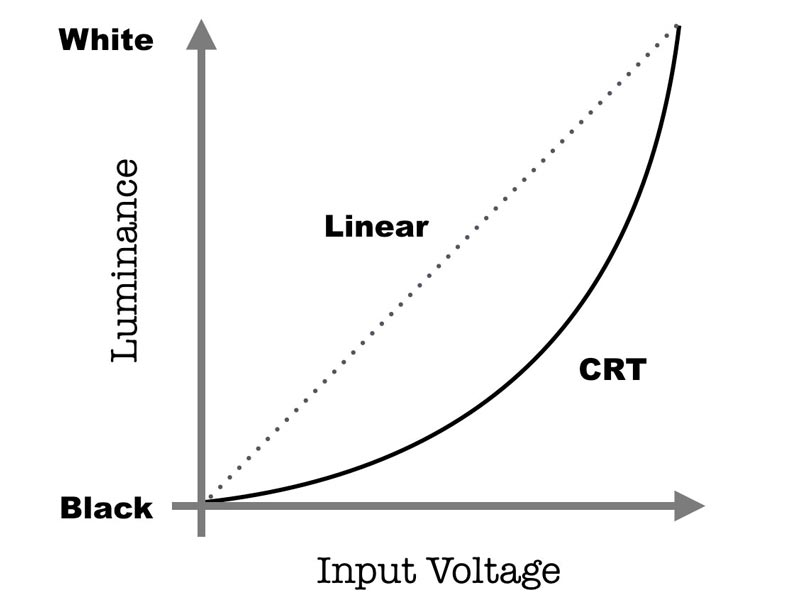 White
Luminance
Linear
CRT
Black
Input Voltage